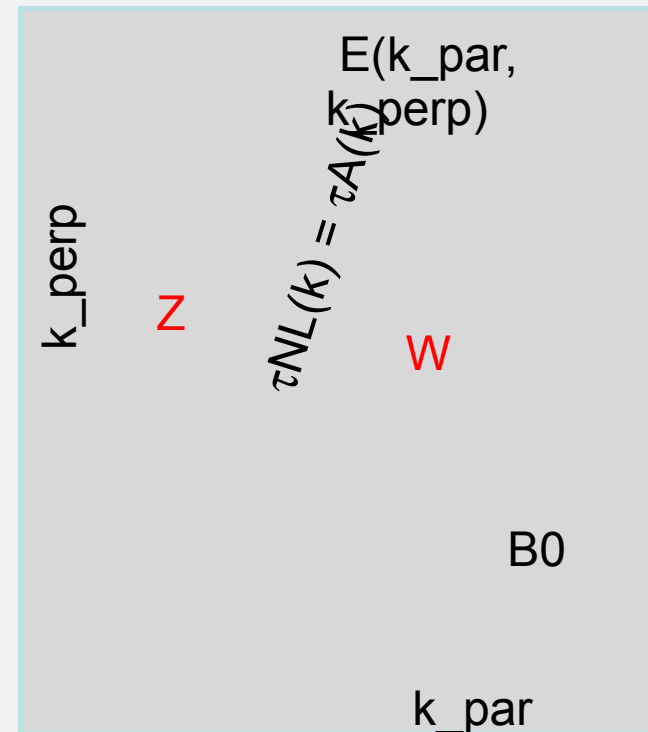 E(k_par,
k_perp)
τNL(k) = τA(k)
k_perp
Z
W
B0
k_par